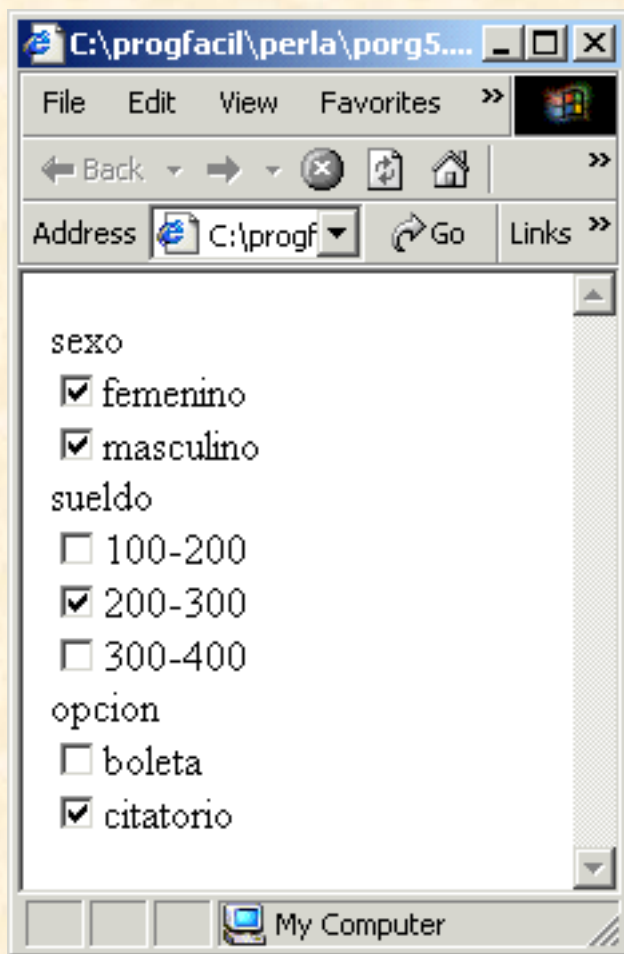 C:\progfacil\perla\porg5....
File Edit View Favorites »
Back »
Address C:\progf Go Links »
sexo
femenino
masculino
sueldo
100-200
200-300
300-400
opcion
boleta
citatorio
My Computer